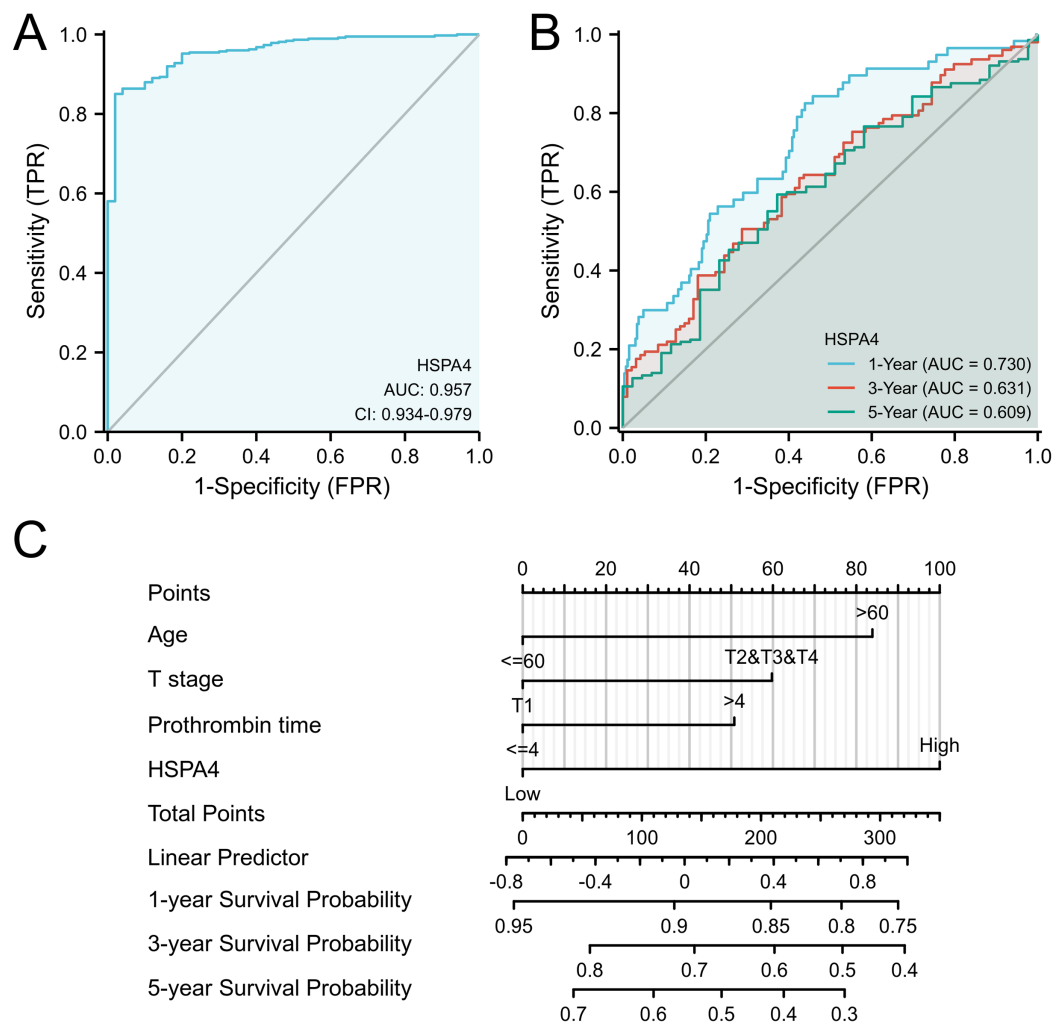 A
B
1.0
0.8
0.6
0.4
0.2
0.0
Sensitivity (TPR)
HSPA4
AUC: 0.957
CI: 0.934-0.979
0.0 0.2 0.4 0.6 0.8 1.0
1-Specificity (FPR)
1.0
0.8
0.6
0.4
0.2
0.0
Sensitivity (TPR)
HSPA4
1-Year (AUC = 0.730)
3-Year (AUC = 0.631)
5-Year (AUC = 0.609)
0.0 0.2 0.4 0.6 0.8 1.0
1-Specificity (FPR)
C
0 20 40 60 80 100
Points
>60
Age
<=60
T2&T3&T4
T stage
T1
>4
Prothrombin time
<=4
High
HSPA4
Low
Total Points
0 100 200 300
Linear Predictor
-0.8 -0.4 0 0.4 0.8
1-year Survival Probability
0.95 0.9 0.85 0.8 0.75
3-year Survival Probability
0.8 0.7 0.6 0.5 0.4
5-year Survival Probability
0.7 0.6 0.5 0.4 0.3